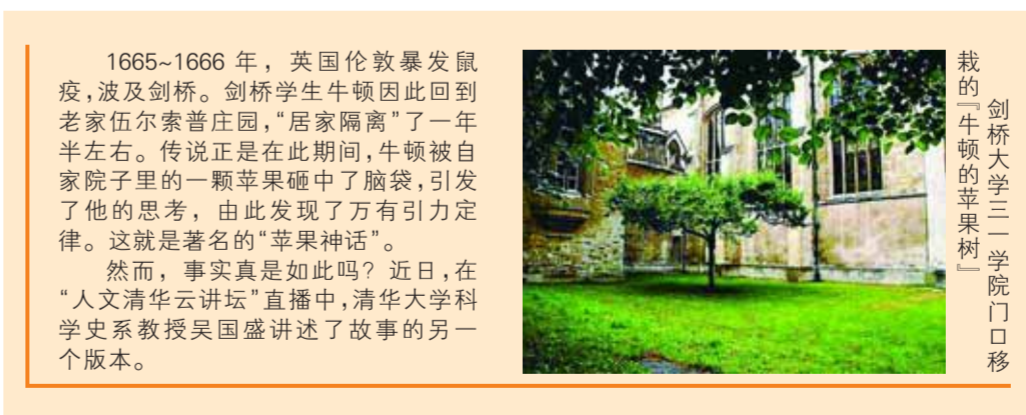 1665~1666 年，英国伦敦暴发鼠
疫，波及剑桥。剑桥学生牛顿因此回到
老家伍尔索普庄园，“居家隔离”了一年
半左右。传说正是在此期间，牛顿被自
家院子里的一颗苹果砸中了脑袋，引发
了他的思考，由此发现了万有引力定
律。这就是著名的“苹果神话”。
然而，事实真是如此吗？近日，在
“人文清华云讲坛”直播中，清华大学科
学史系教授吴国盛讲述了故事的另一
个版本。
剑桥大学三一学院门口移
栽的『牛顿的苹果树』